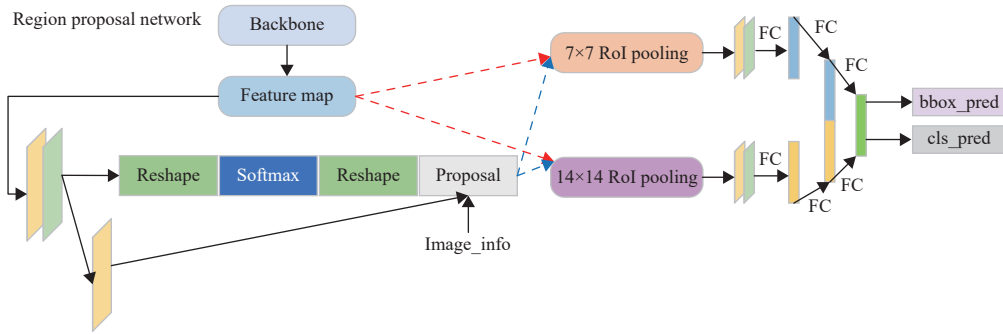 Region proposal network
Backbone
Feature map
Reshape
Softmax
Reshape
Proposal
Image_info
7×7 RoI pooling
14×14 RoI pooling
FC
FC
FC
FC
FC
FC
bbox_pred
cls_pred